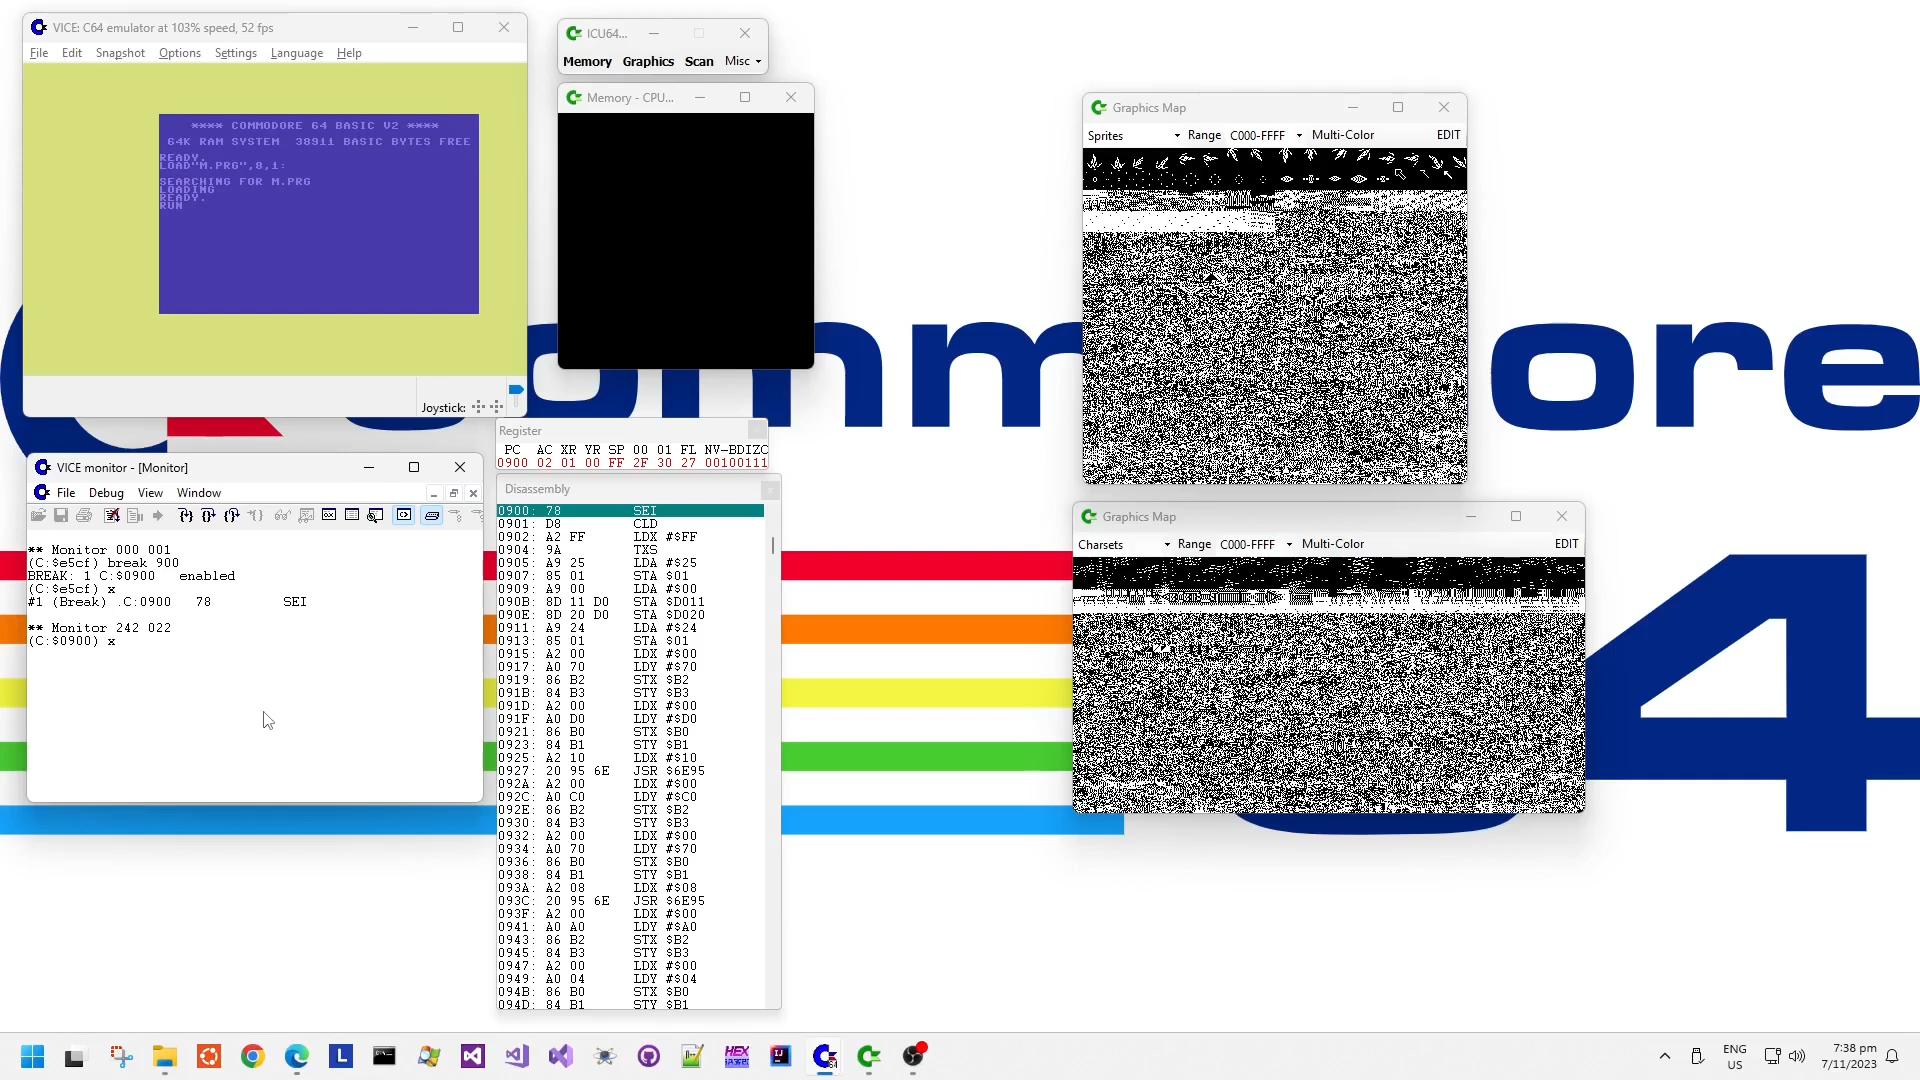 VICE: C64 emulator at 103% speed, 52 fps
File Edit Snapshot Options Settings Language Help
**** COMMODORE 64 BASIC V2 ****
64K RAM SYSTEM 38911 BASIC BYTES FREE
READY.
LOAD"M.PRG",8,1:
SEARCHING FOR M.PRG
LOADING
READY.
RUN
Joystick:
ICU64...
Memory Graphics Scan Misc
Memory - CPU...
Graphics Map
Sprites Range C000-FFFF Multi-Color EDIT
Graphics Map
Charsets Range C000-FFFF Multi-Color EDIT
Register
PC AC XR YR SP 00 01 FL NV-BDIZC
0900 02 01 00 FF 2F 30 27 00100111
VICE monitor - [Monitor]
File Debug View Window
** Monitor 000 001
(C:$e5cf) break 900
BREAK: 1 C:$0900 enabled
(C:$e5cf) x
#1 (Break) .C:0900 78 SEI
** Monitor 242 022
(C:$0900) x
Disassembly
0900: 78 SEI
0901: D8 CLD
0902: A2 FF LDX #$FF
0904: 9A TXS
0905: A9 25 LDA #$25
0907: 85 01 STA $01
0909: A9 00 LDA #$00
090B: 8D 11 D0 STA $D011
090E: 8D 20 D0 STA $D020
0911: A9 24 LDA #$24
0913: 85 01 STA $01
0915: A2 00 LDX #$00
0917: A0 70 LDY #$70
0919: 86 B2 STX $B2
091B: 84 B3 STY $B3
091D: A2 00 LDX #$00
091F: A0 D0 LDY #$D0
0921: 86 B0 STX $B0
0923: 84 B1 STY $B1
0925: A2 10 LDX #$10
0927: 20 95 6E JSR $6E95
092A: A2 00 LDX #$00
092C: A0 C0 LDY #$C0
092E: 86 B2 STX $B2
0930: 84 B3 STY $B3
0932: A2 00 LDX #$00
0934: A0 70 LDY #$70
0936: 86 B0 STX $B0
0938: 84 B1 STY $B1
093A: A2 08 LDX #$08
093C: 20 95 6E JSR $6E95
093F: A2 00 LDX #$00
0941: A0 A0 LDY #$A0
0943: 86 B2 STX $B2
0945: 84 B3 STY $B3
0947: A2 00 LDX #$00
0949: A0 04 LDY #$04
094B: 86 B0 STX $B0
094D: 84 B1 STY $B1
ore
4
L
HEX
64
ENG
US
7:38 pm
7/11/2023